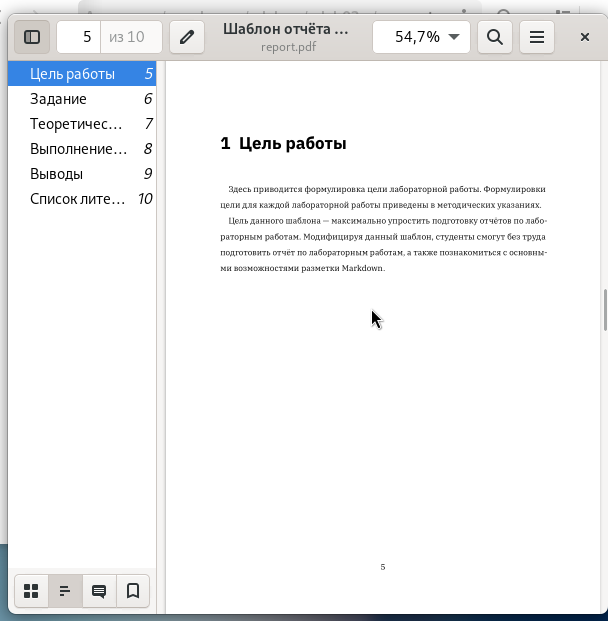 5 из 10
Шаблон отчёта ...
report.pdf
54,7%
Цель работы 5
Задание 6
Теоретичес... 7
Выполнение... 8
Выводы 9
Список лите... 10
1 Цель работы
Здесь приводится формулировка цели лабораторной работы. Формулировки
цели для каждой лабораторной работы приведены в методических указаниях.
Цель данного шаблона — максимально упростить подготовку отчётов по лабо-
раторным работам. Модифицируя данный шаблон, студенты смогут без труда
подготовить отчёт по лабораторным работам, а также познакомиться с основны-
ми возможностями разметки Markdown.
5